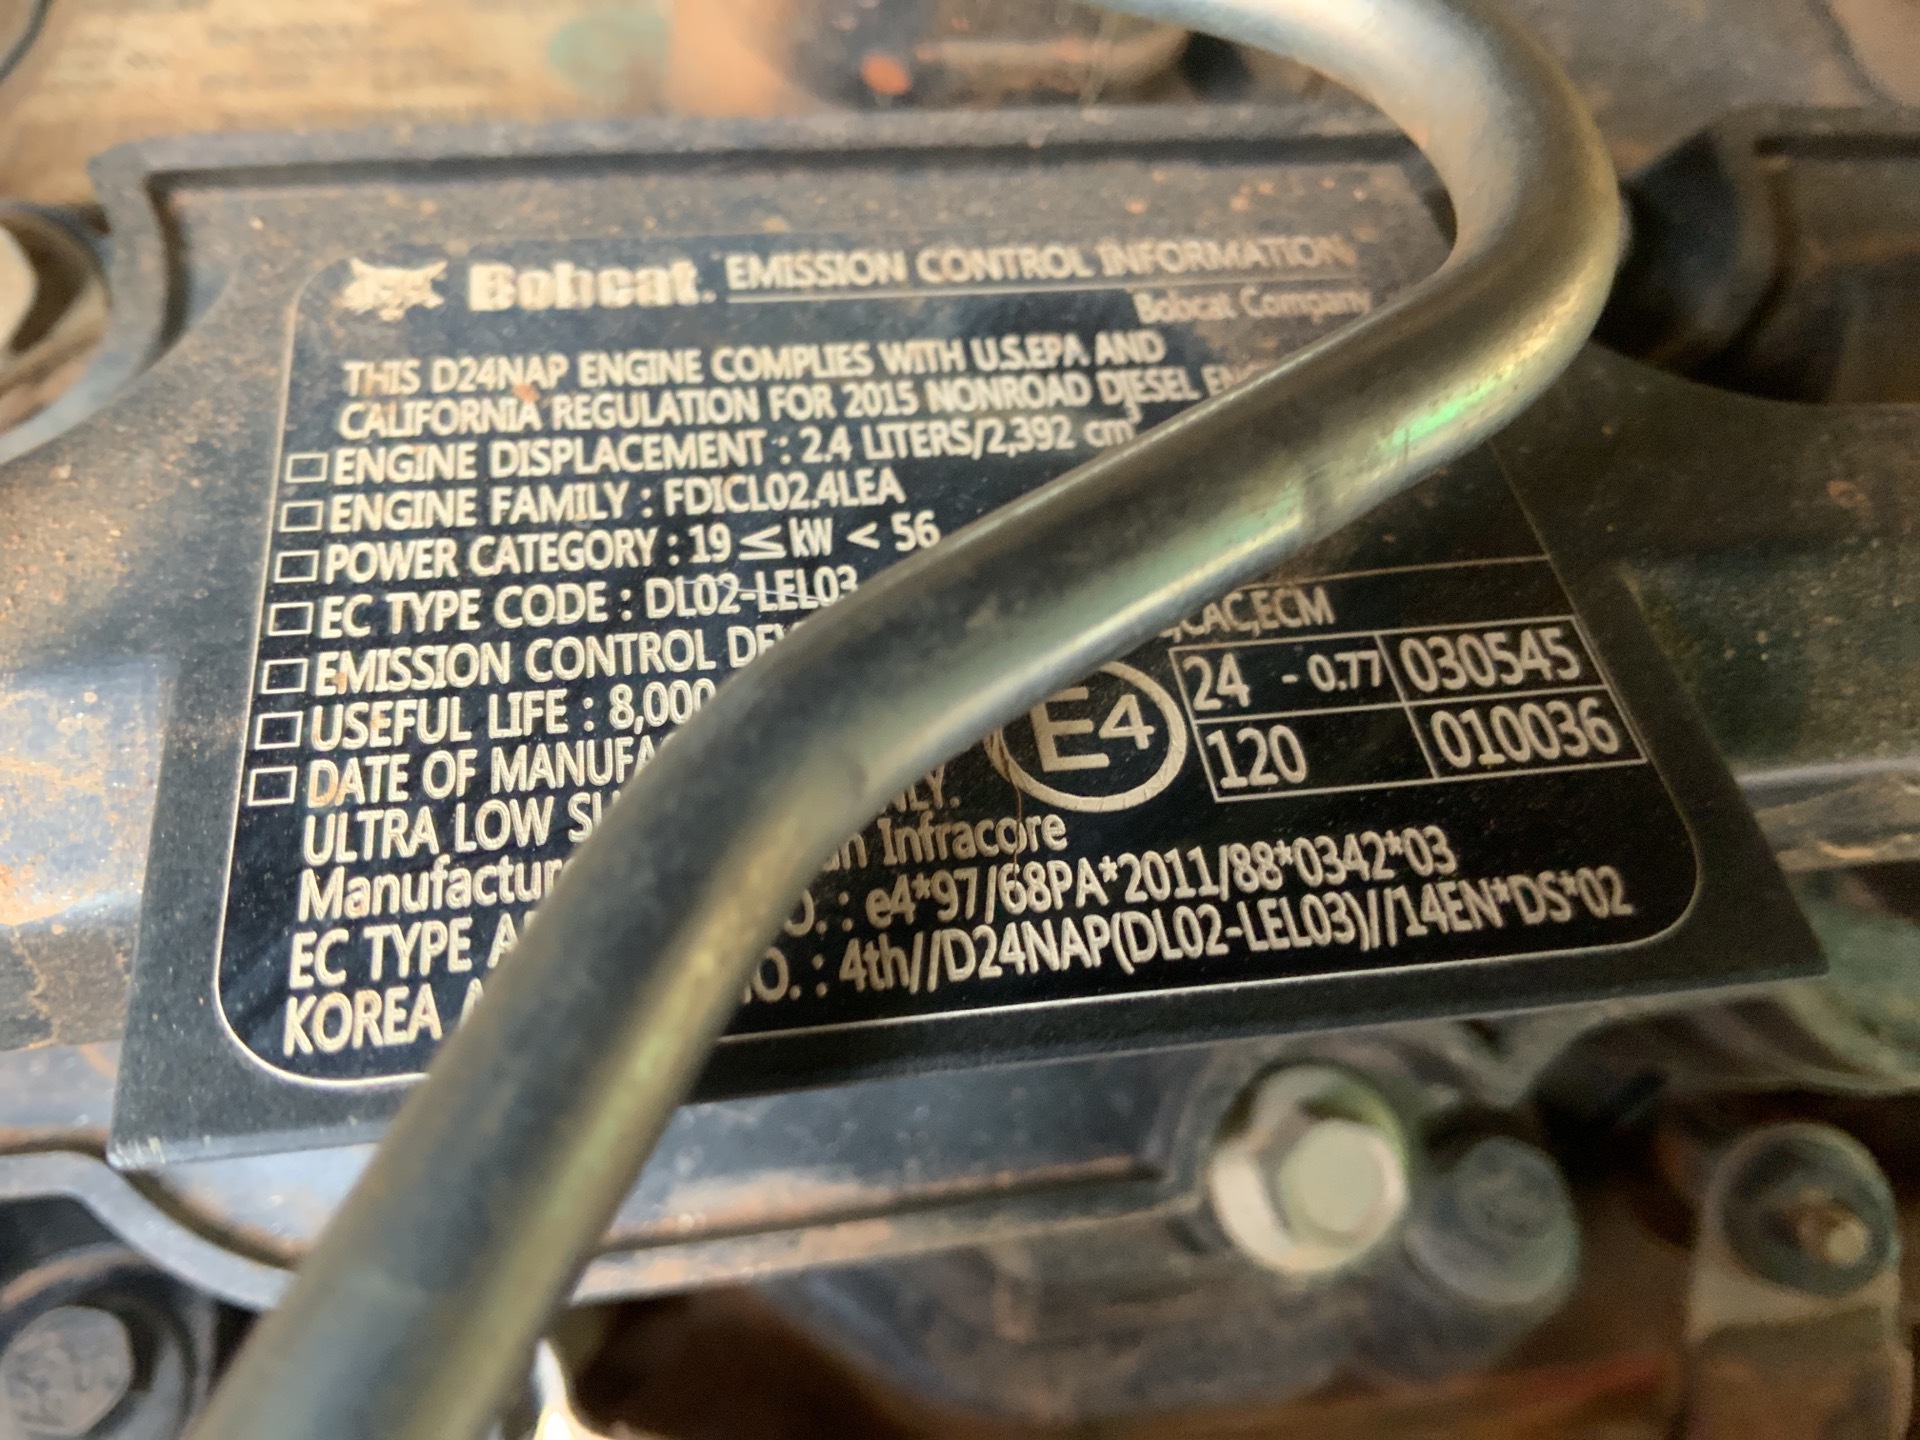 Bobcat. EMISSION CONTROL INFORMATION
Bobcat Company
THIS D24NAP ENGINE COMPLIES WITH U.S.EPA AND
CALIFORNIA REGULATION FOR 2015 NONROAD DIESEL
ENGINE DISPLACEMENT : 2.4 LITERS/2,392 cm³
ENGINE FAMILY : FDICL02.4LEA
POWER CATEGORY : 19 ≤ kW < 56
EC TYPE CODE : DL02-LEL03
EMISSION CONTROL ,CAC,ECM
USEFUL LIFE : 8,000
DATE OF
E4
24 - 0.77 030545
120 010036
ULTRA LOW
Infracore
EC TYPE : e4*97/68PA*2011/88*0342*03
KOREA : 4th//D24NAP(DL02-LEL03)//14EN*DS*02